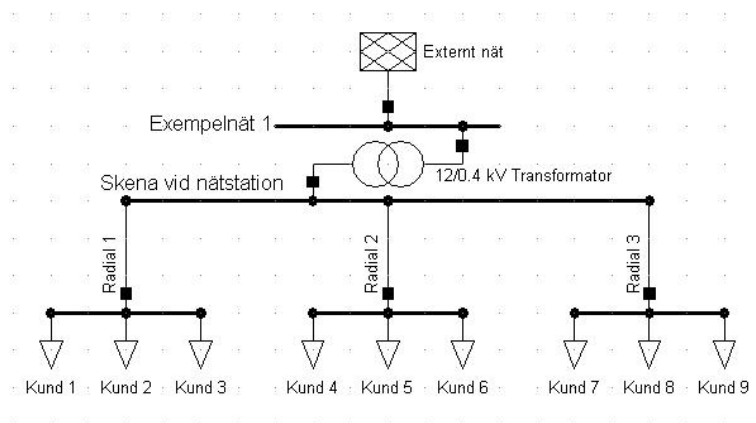 Externt nät
Exempelnät 1
12/0.4 kV Transformator
Skena vid nätstation
Radial 1
Radial 2
Radial 3
Kund 1 Kund 2 Kund 3 Kund 4 Kund 5 Kund 6 Kund 7 Kund 8 Kund 9